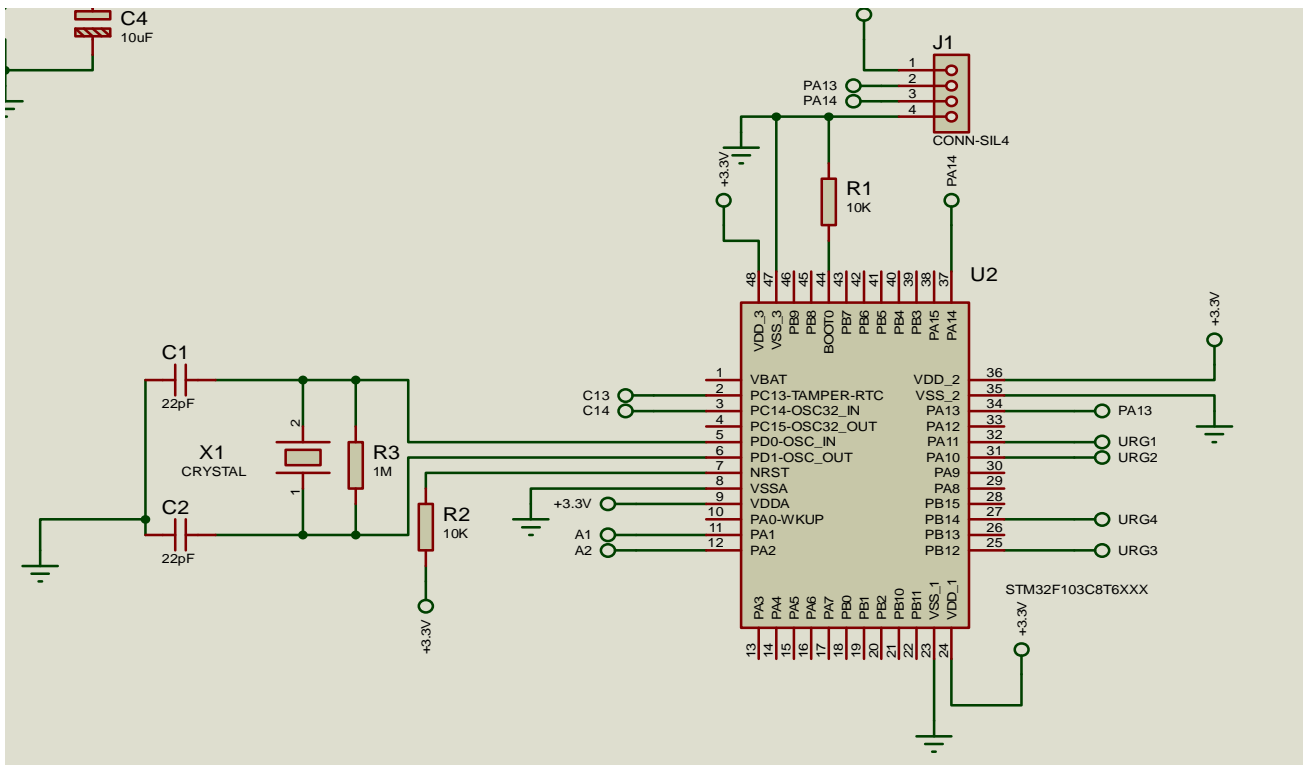 C4
10uF
J1
1
2
3
4
PA13
PA14
CONN-SIL4
+3.3V
R1
10K
PA14
U2
48
47
46
45
44
43
42
41
40
39
38
37
VDD_3
VSS_3
PB9
PB8
BOOT0
PB7
PB6
PB5
PB4
PB3
PA15
PA14
+3.3V
C1
22pF
X1
CRYSTAL
2
1
R3
1M
C2
22pF
R2
10K
+3.3V
C13
C14
+3.3V
A1
A2
1 VBAT
2 PC13-TAMPER-RTC
3 PC14-OSC32_IN
4 PC15-OSC32_OUT
5 PD0-OSC_IN
6 PD1-OSC_OUT
7 NRST
8 VSSA
9 VDDA
10 PA0-WKUP
11 PA1
12 PA2
VDD_2 36
VSS_2 35
PA13 34 PA13
PA12 33
PA11 32 URG1
PA10 31 URG2
PA9 30
PA8 29
PB15 28
PB14 27 URG4
PB13 26
PB12 25 URG3
PA3
PA4
PA5
PA6
PA7
PB0
PB1
PB2
PB10
PB11
VSS_1
VDD_1
13
14
15
16
17
18
19
20
21
22
23
24
STM32F103C8T6XXX
+3.3V